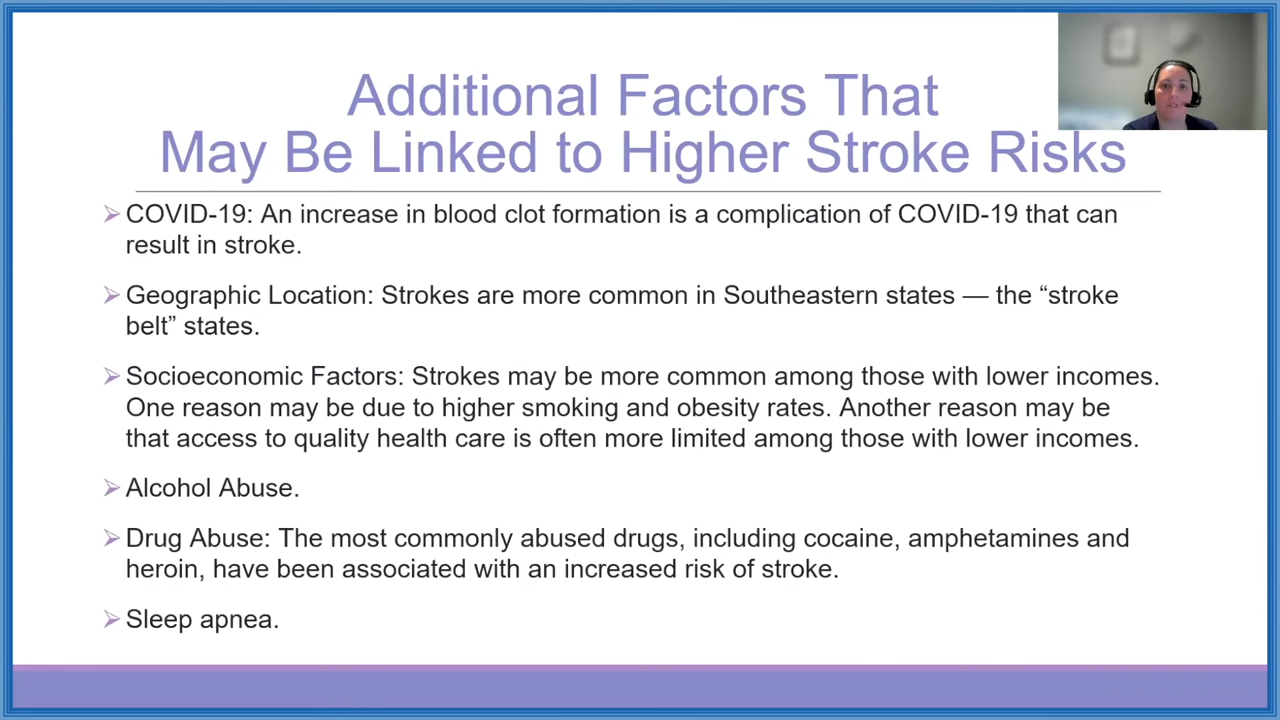 Additional Factors That
May Be Linked to Higher Stroke Risks
➢ COVID-19: An increase in blood clot formation is a complication of COVID-19 that can
result in stroke.
➢ Geographic Location: Strokes are more common in Southeastern states — the “stroke
belt” states.
➢ Socioeconomic Factors: Strokes may be more common among those with lower incomes.
One reason may be due to higher smoking and obesity rates. Another reason may be
that access to quality health care is often more limited among those with lower incomes.
➢ Alcohol Abuse.
➢ Drug Abuse: The most commonly abused drugs, including cocaine, amphetamines and
heroin, have been associated with an increased risk of stroke.
➢ Sleep apnea.